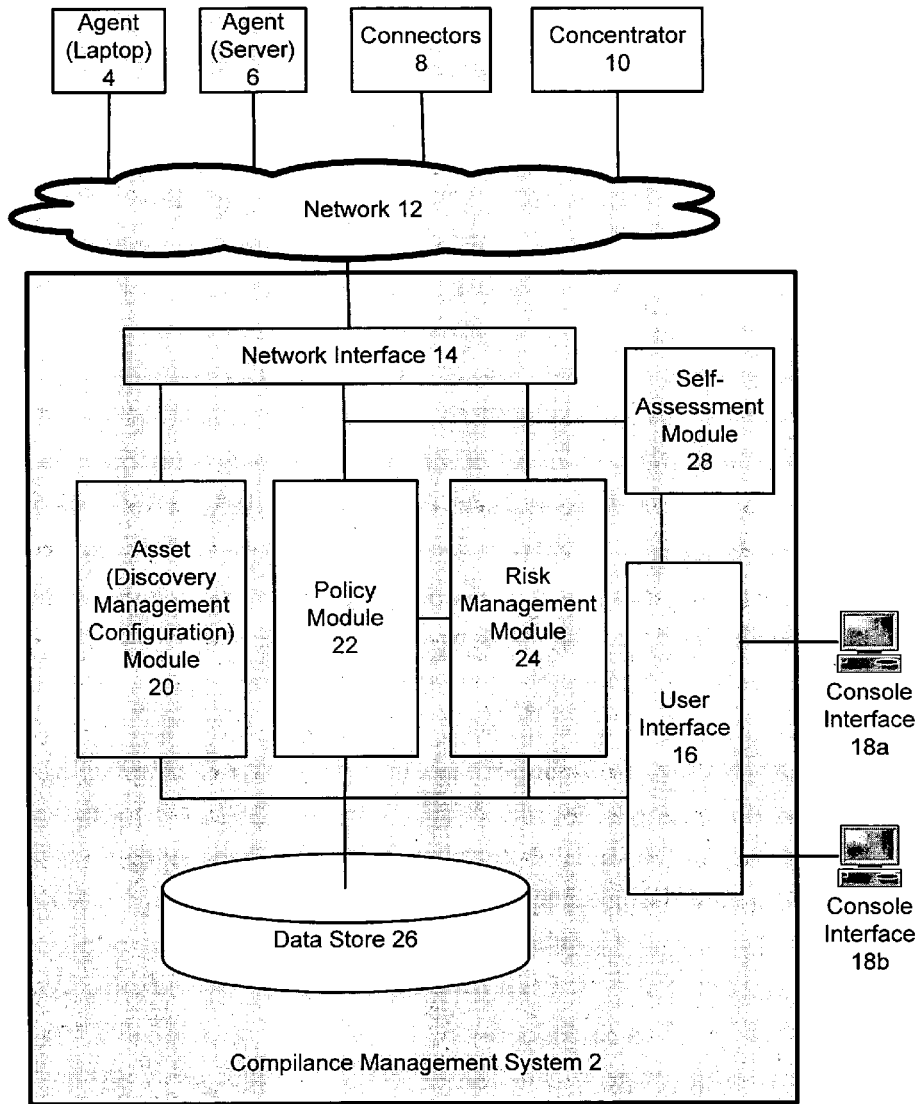 Agent
(Laptop)
4
Agent
(Server)
6
Connectors
8
Concentrator
10
Network 12
Network Interface 14
Self-
Assessment
Module
28
Asset
(Discovery
Management
Configuration)
Module
20
Policy
Module
22
Risk
Management
Module
24
User
Interface
16
Console
Interface
18a
Console
Interface
18b
Data Store 26
Compilance Management System 2